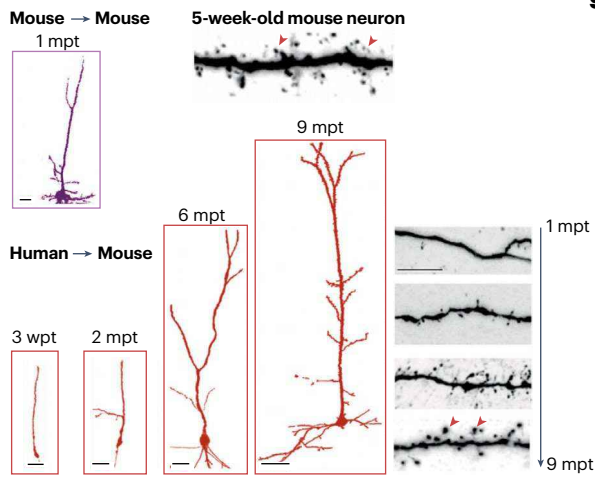 Mouse → Mouse
1 mpt
5-week-old mouse neuron
9 mpt
6 mpt
Human → Mouse
3 wpt
2 mpt
1 mpt
9 mpt